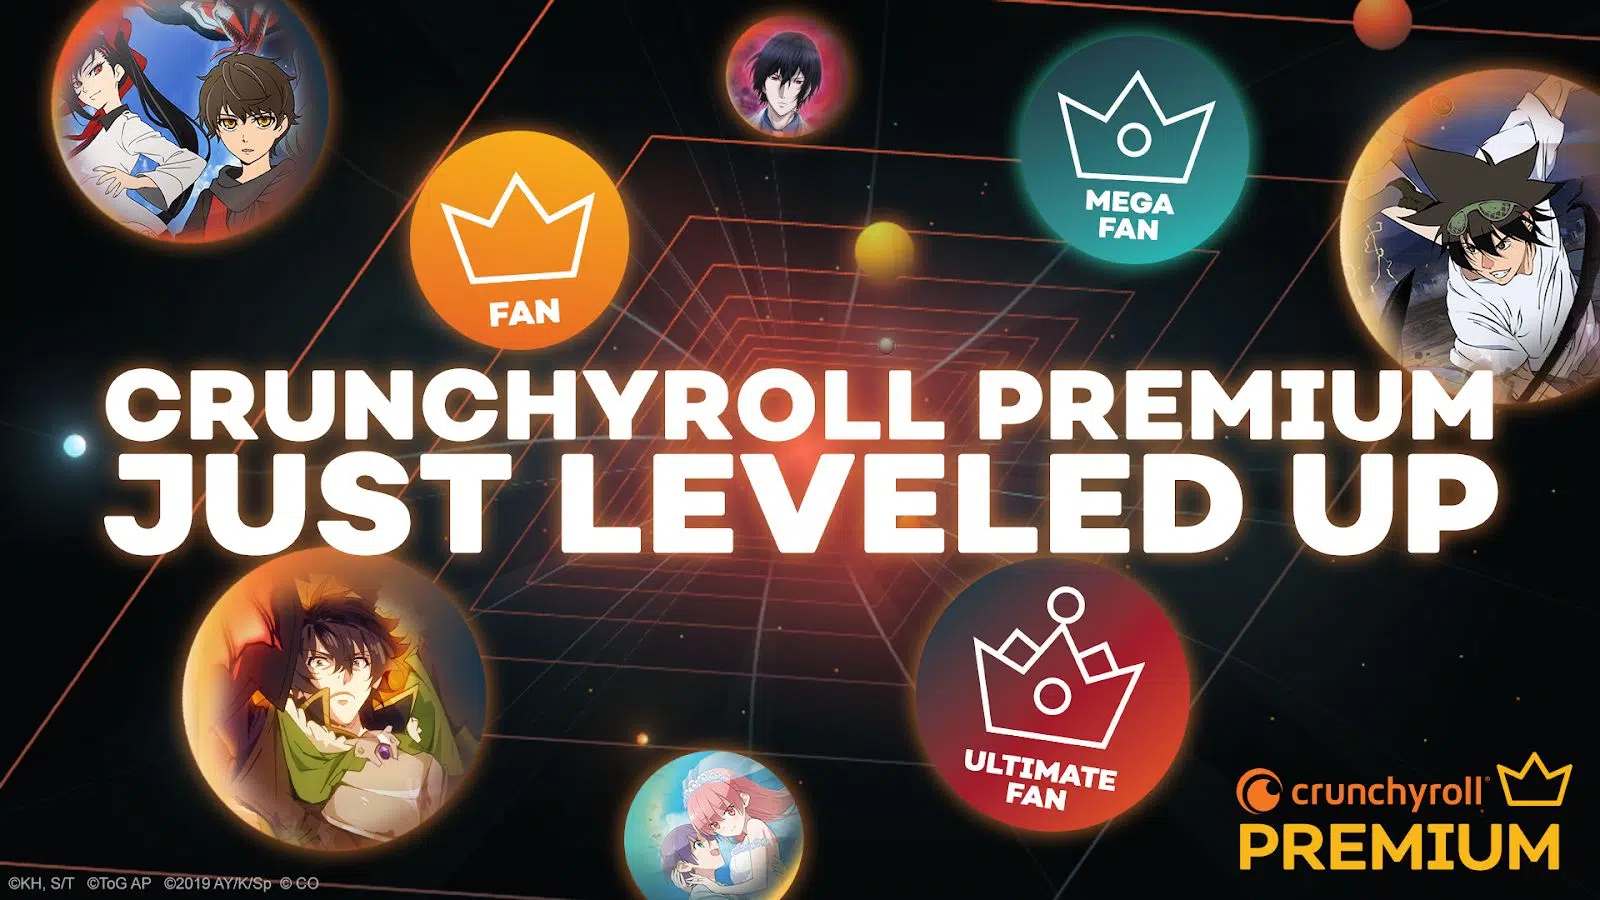 FAN
MEGA
FAN
CRUNCHYROLL PREMIUM
JUST LEVELED UP
ULTIMATE
FAN
crunchyroll®
PREMIUM
©KH, S/T ©ToG AP ©2019 AY/K/Sp © CO